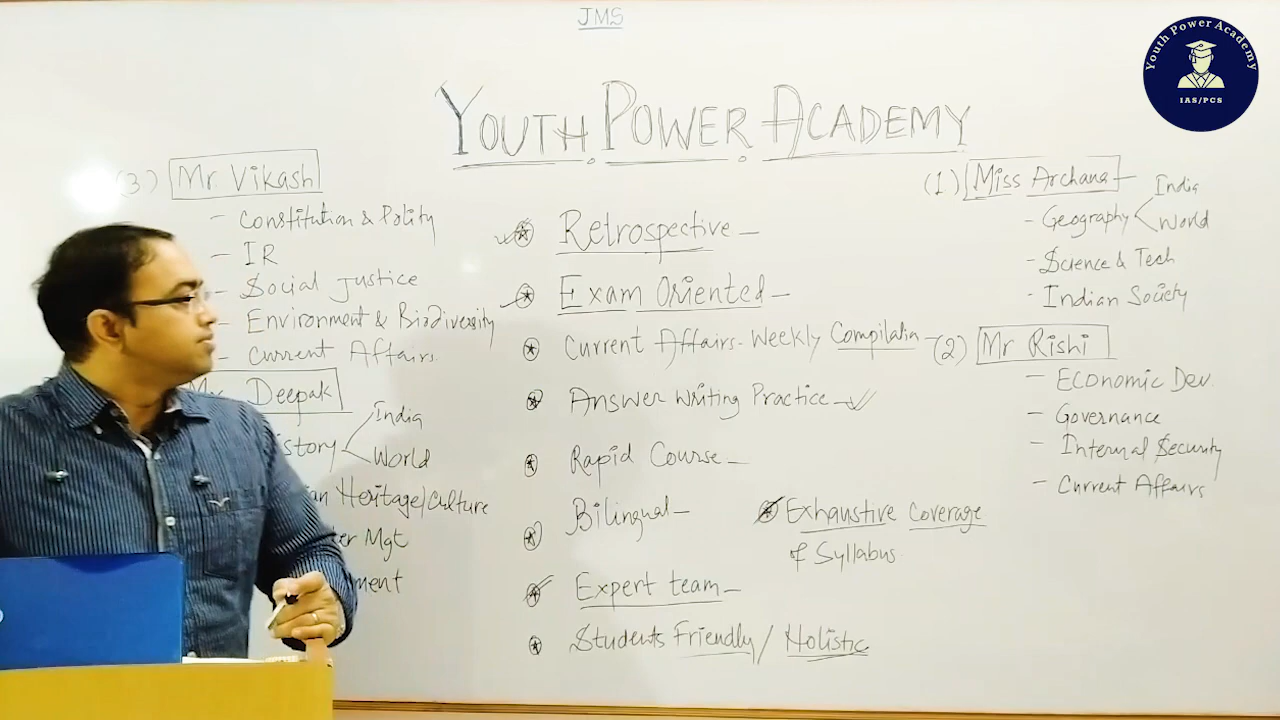 JMS
Youth Power Academy
IAS/PCS
YOUTH POWER ACADEMY
(3) Mr. Vikash
- Constitution & Polity
- IR
- Social Justice
- Environment & Biodiversity
- Current Affairs.
Mr. Deepak
India
World
Heritage/Culture
Mgt
Retrospective -
Exam Oriented -
Current Affairs - Weekly Compilation
Answer Writing Practice -
Rapid Course -
Bilingual -
Exhaustive Coverage
of Syllabus.
Expert team -
Students Friendly / Holistic
(1) Miss Archana -
- Geography India
World
- Science & Tech
- Indian Society
(2) Mr Rishi
- Economic Dev.
- Governance
- Internal Security
- Current Affairs